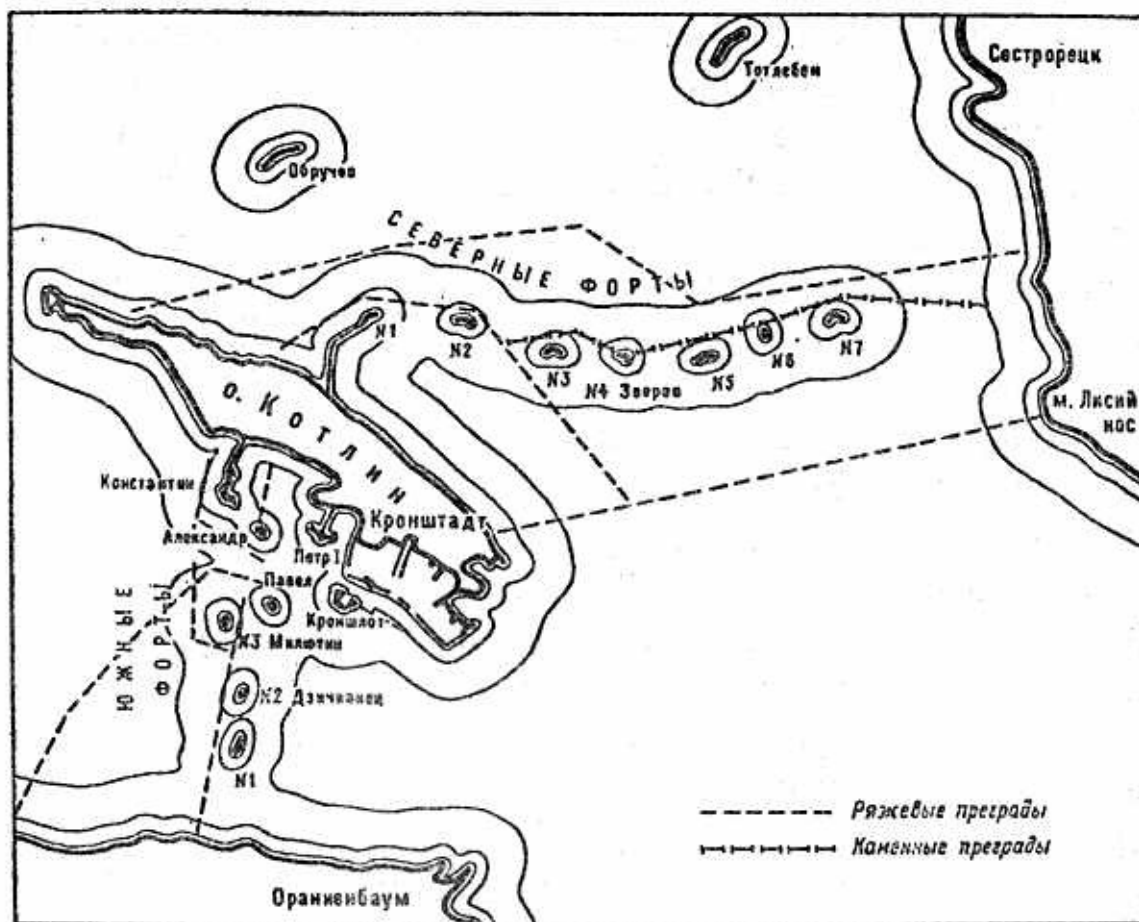 Сестрорецк
Тотлебен
Обручев
СЕВЕРНЫЕ ФОРТЫ
N1
N2
N3
N4 Зверев
N5
N6
N7
м. Лисий
нос
о. Котлин
Константин
Александр
Кронштадт
Петр I
Павел
Кроншлот
ЮЖНЫЕ
ФОРТЫ
N3 Милютин
N2 Дзичканец
N1
Ряжевые преграды
Каменные преграды
Ораниенбаум